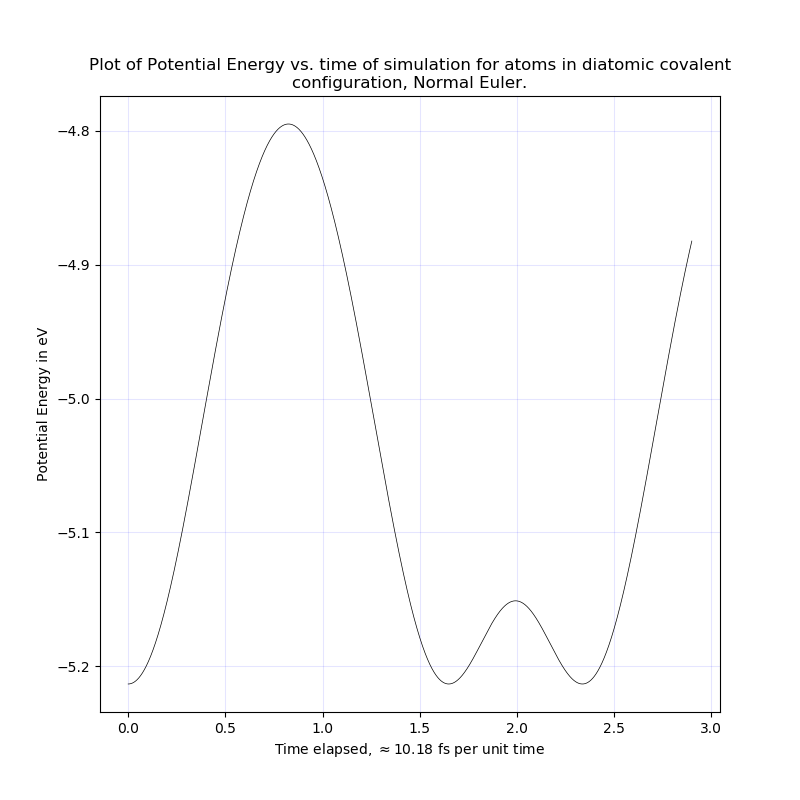 Plot of Potential Energy vs. time of simulation for atoms in diatomic covalent
configuration, Normal Euler.
−4.8
−4.9
−5.0
−5.1
−5.2
Potential Energy in eV
0.0 0.5 1.0 1.5 2.0 2.5 3.0
Time elapsed, ≈ 10.18 fs per unit time